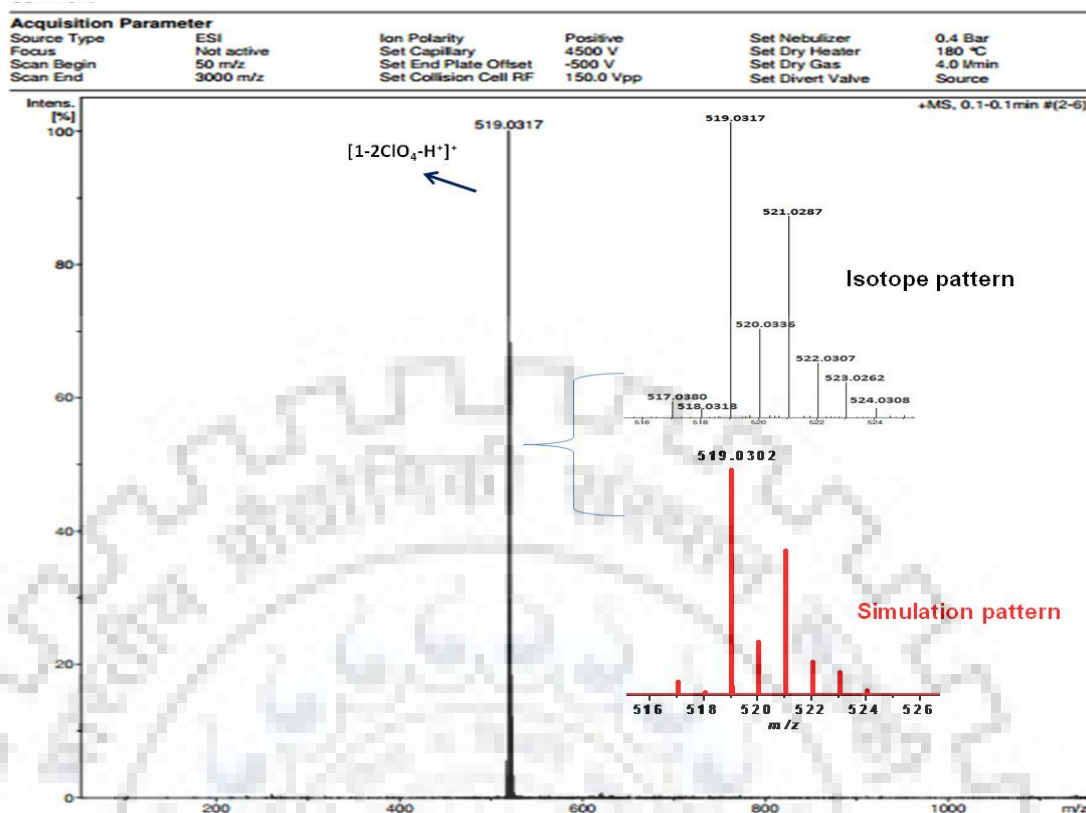 Acquisition Parameter
Source Type ESI Ion Polarity Positive Set Nebulizer 0.4 Bar
Focus Not active Set Capillary 4500 V Set Dry Heater 180 °C
Scan Begin 50 m/z Set End Plate Offset -500 V Set Dry Gas 4.0 l/min
Scan End 3000 m/z Set Collision Cell RF 150.0 Vpp Set Divert Valve Source
Intens.
[%]
+MS, 0.1-0.1min #(2-6)
100
519.0317
519.0317
[1-2ClO₄-H⁺]⁺
521.0287
80
Isotope pattern
520.0336
522.0307
523.0262
517.0380
518.0318
524.0308
516 518 520 522 524
60
519.0302
40
Simulation pattern
20
516 518 520 522 524 526
m/z
0
200 400 600 800 1000 m/z